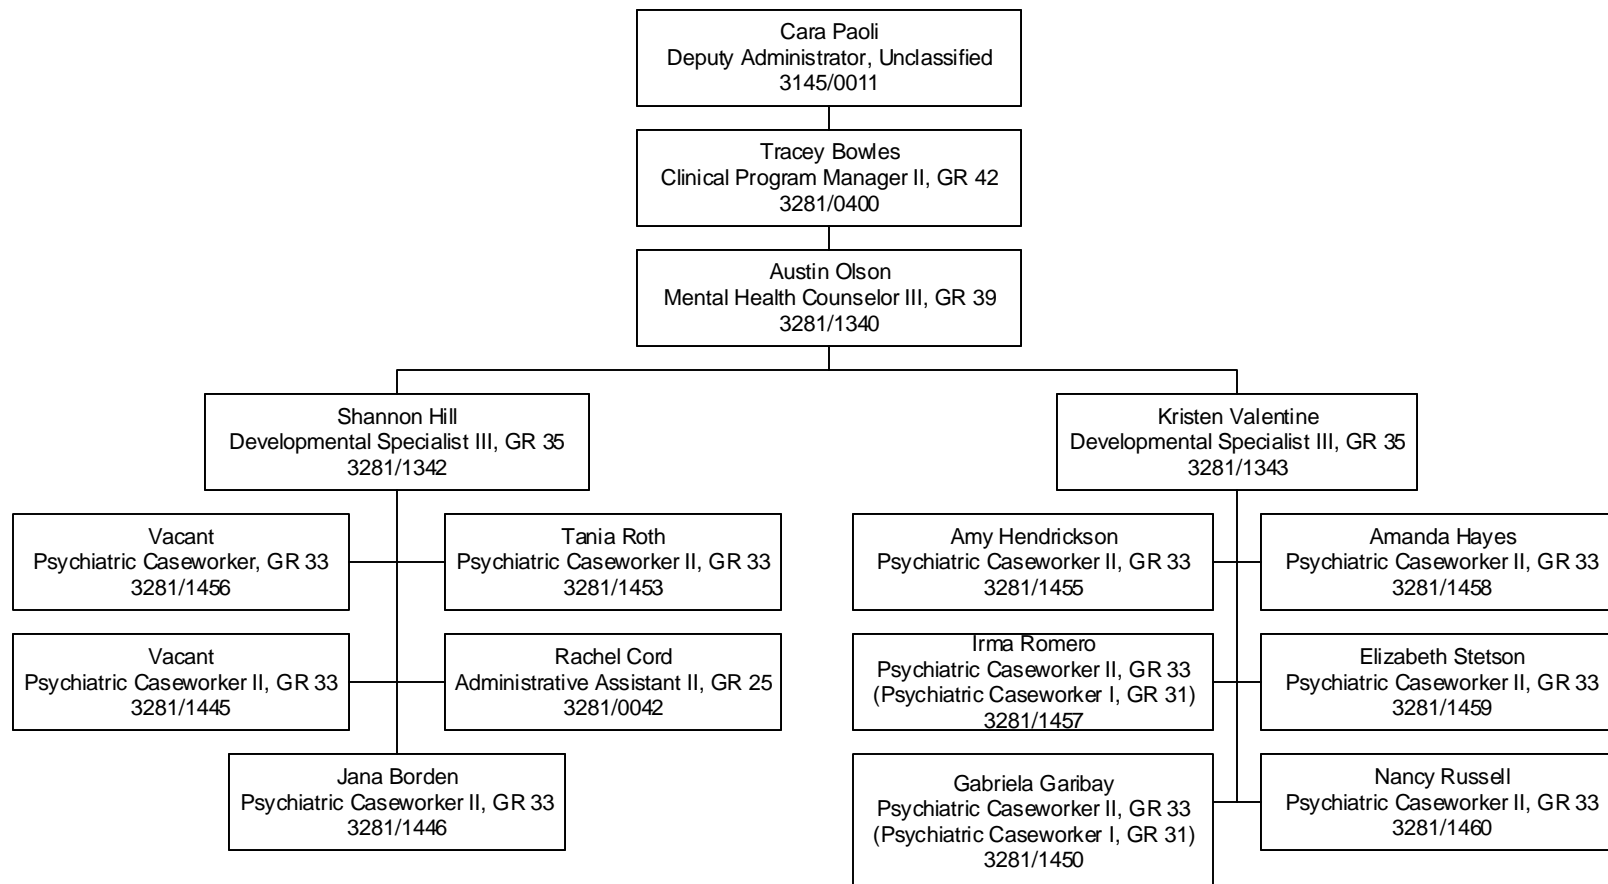 Cara Paoli
Deputy Administrator, Unclassified
3145/0011
Tracey Bowles
Clinical Program Manager II, GR 42
3281/0400
Austin Olson
Mental Health Counselor III, GR 39
3281/1340
Shannon Hill
Developmental Specialist III, GR 35
3281/1342
Kristen Valentine
Developmental Specialist III, GR 35
3281/1343
Vacant
Psychiatric Caseworker, GR 33
3281/1456
Tania Roth
Psychiatric Caseworker II, GR 33
3281/1453
Amy Hendrickson
Psychiatric Caseworker II, GR 33
3281/1455
Amanda Hayes
Psychiatric Caseworker II, GR 33
3281/1458
Vacant
Psychiatric Caseworker II, GR 33
3281/1445
Rachel Cord
Administrative Assistant II, GR 25
3281/0042
Irma Romero
Psychiatric Caseworker II, GR 33
(Psychiatric Caseworker I, GR 31)
3281/1457
Elizabeth Stetson
Psychiatric Caseworker II, GR 33
3281/1459
Jana Borden
Psychiatric Caseworker II, GR 33
3281/1446
Gabriela Garibay
Psychiatric Caseworker II, GR 33
(Psychiatric Caseworker I, GR 31)
3281/1450
Nancy Russell
Psychiatric Caseworker II, GR 33
3281/1460